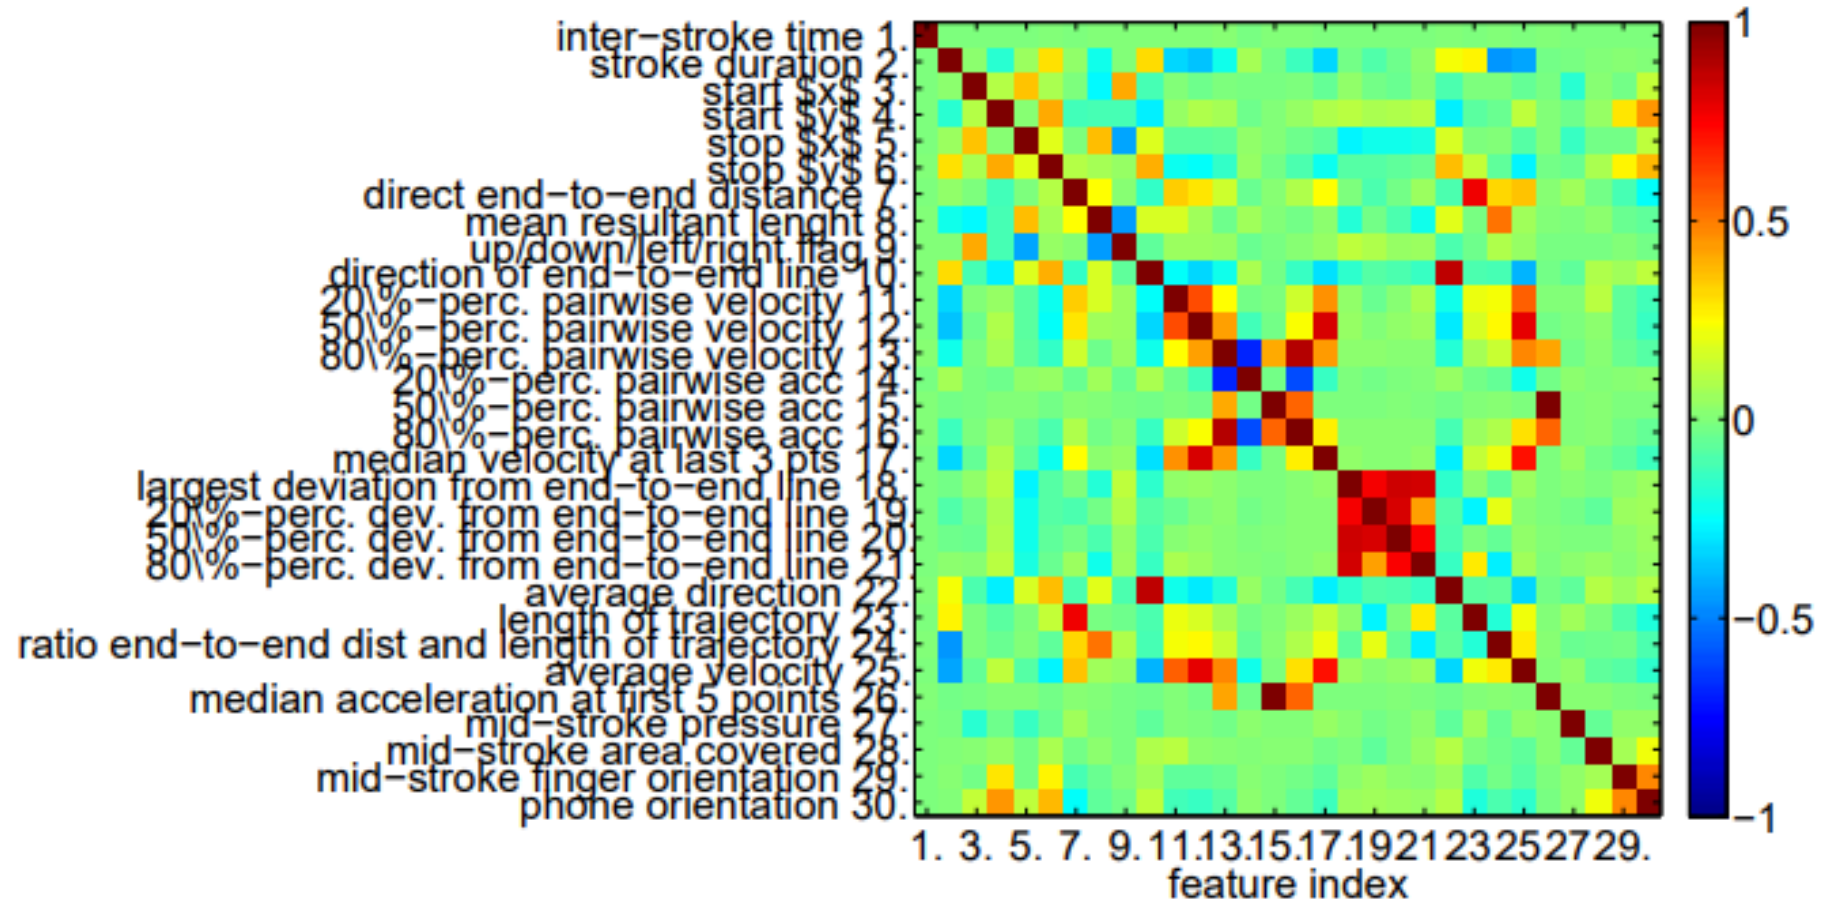 inter−stroke time 1.
stroke duration 2.
start $x$ 3.
start $y$ 4.
stop $x$ 5.
stop $y$ 6.
direct end−to−end distance 7.
mean resultant lenght 8.
up/down/left/right flag 9.
direction of end−to−end line 10.
20\%−perc. pairwise velocity 11.
50\%−perc. pairwise velocity 12.
80\%−perc. pairwise velocity 13.
20\%−perc. pairwise acc 14.
50\%−perc. pairwise acc 15.
80\%−perc. pairwise acc 16.
median velocity at last 3 pts 17.
largest deviation from end−to−end line 18.
20\%−perc. dev. from end−to−end line 19.
50\%−perc. dev. from end−to−end line 20.
80\%−perc. dev. from end−to−end line 21.
average direction 22.
length of trajectory 23.
ratio end−to−end dist and length of trajectory 24.
average velocity 25.
median acceleration at first 5 points 26.
mid−stroke pressure 27.
mid−stroke area covered 28.
mid−stroke finger orientation 29.
phone orientation 30.
1. 3. 5. 7. 9. 11. 13. 15. 17. 19 21 23 25 27 29.
feature index
1
0.5
0
−0.5
−1